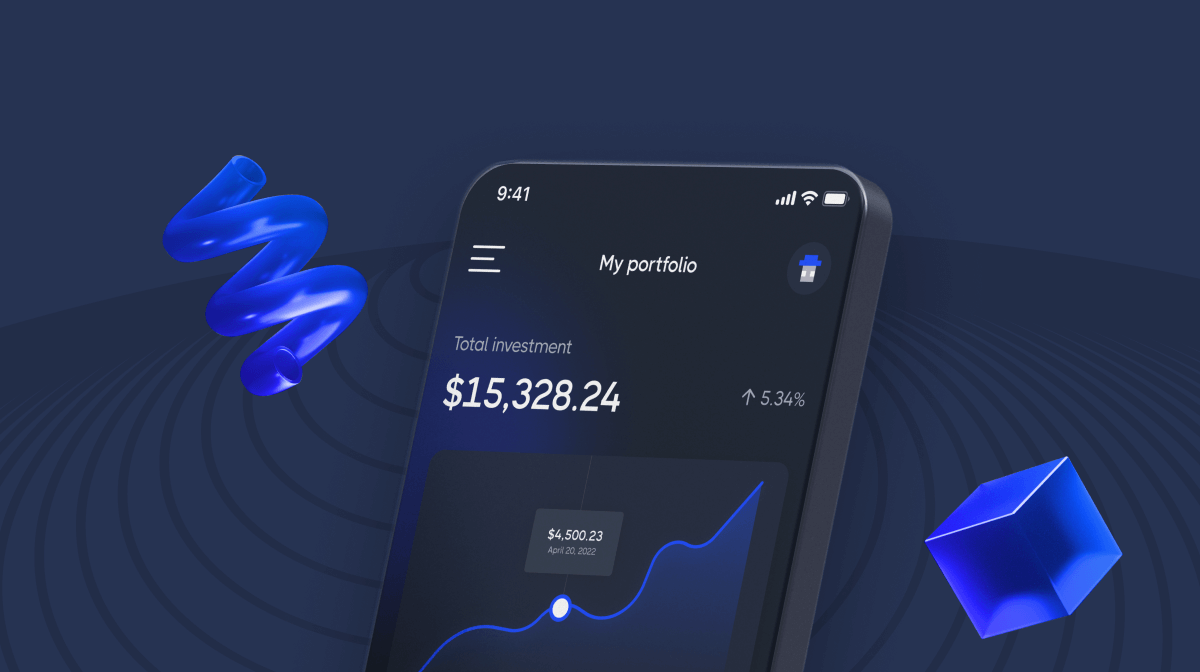 9:41
My portfolio
Total investment
$15,328.24
↑ 5.34%
$4,500.23
April 20, 2022